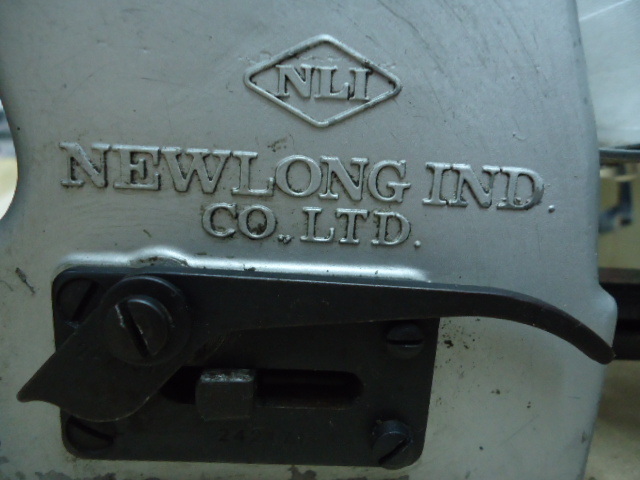 NLI
NEWLONG IND.
CO., LTD.